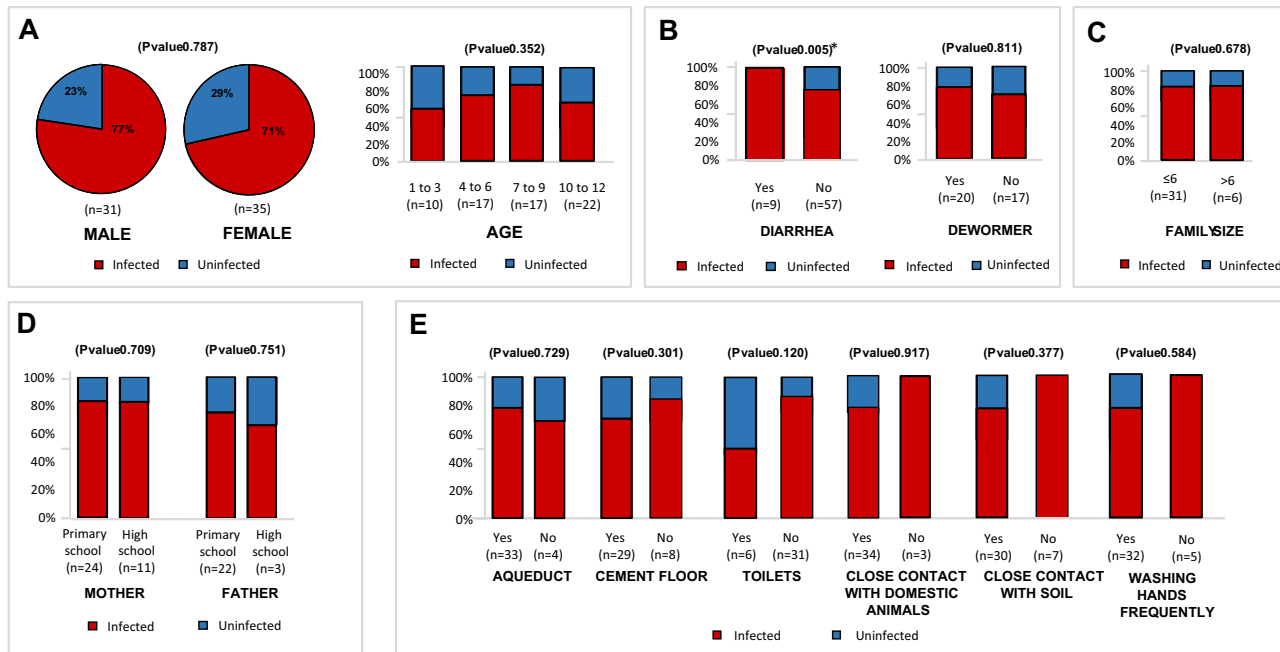 A
(Pvalue0.787)
23%
77%
29%
71%
(n=31)
(n=35)
MALE
FEMALE
Infected
Uninfected
(Pvalue0.352)
100%
80%
60%
40%
20%
0%
1 to 3
4 to 6
7 to 9
10 to 12
(n=10)
(n=17)
(n=17)
(n=22)
AGE
Infected
Uninfected
B
(Pvalue0.005)*
100%
80%
60%
40%
20%
0%
Yes
No
(n=9)
(n=57)
DIARRHEA
Infected
Uninfected
(Pvalue0.811)
100%
80%
60%
40%
20%
0%
Yes
No
(n=20)
(n=17)
DEWORMER
Infected
Uninfected
C
(Pvalue0.678)
100%
80%
60%
40%
20%
0%
≤6
>6
(n=31)
(n=6)
FAMILYSIZE
Infected
Uninfected
D
(Pvalue0.709)
(Pvalue0.751)
100%
80%
60%
40%
20%
0%
Primary school (n=24)
High school (n=11)
Primary school (n=22)
High school (n=3)
MOTHER
FATHER
Infected
Uninfected
E
(Pvalue0.729)
(Pvalue0.301)
(Pvalue0.120)
(Pvalue0.917)
(Pvalue0.377)
(Pvalue0.584)
100%
80%
60%
40%
20%
0%
Yes
No
Yes
No
Yes
No
Yes
No
Yes
No
Yes
No
(n=33)
(n=4)
(n=29)
(n=8)
(n=6)
(n=31)
(n=34)
(n=3)
(n=30)
(n=7)
(n=32)
(n=5)
AQUEDUCT
CEMENT FLOOR
TOILETS
CLOSE CONTACT
WITH DOMESTIC
ANIMALS
CLOSE CONTACT
WITH SOIL
WASHING
HANDS
FREQUENTLY
Infected
Uninfected